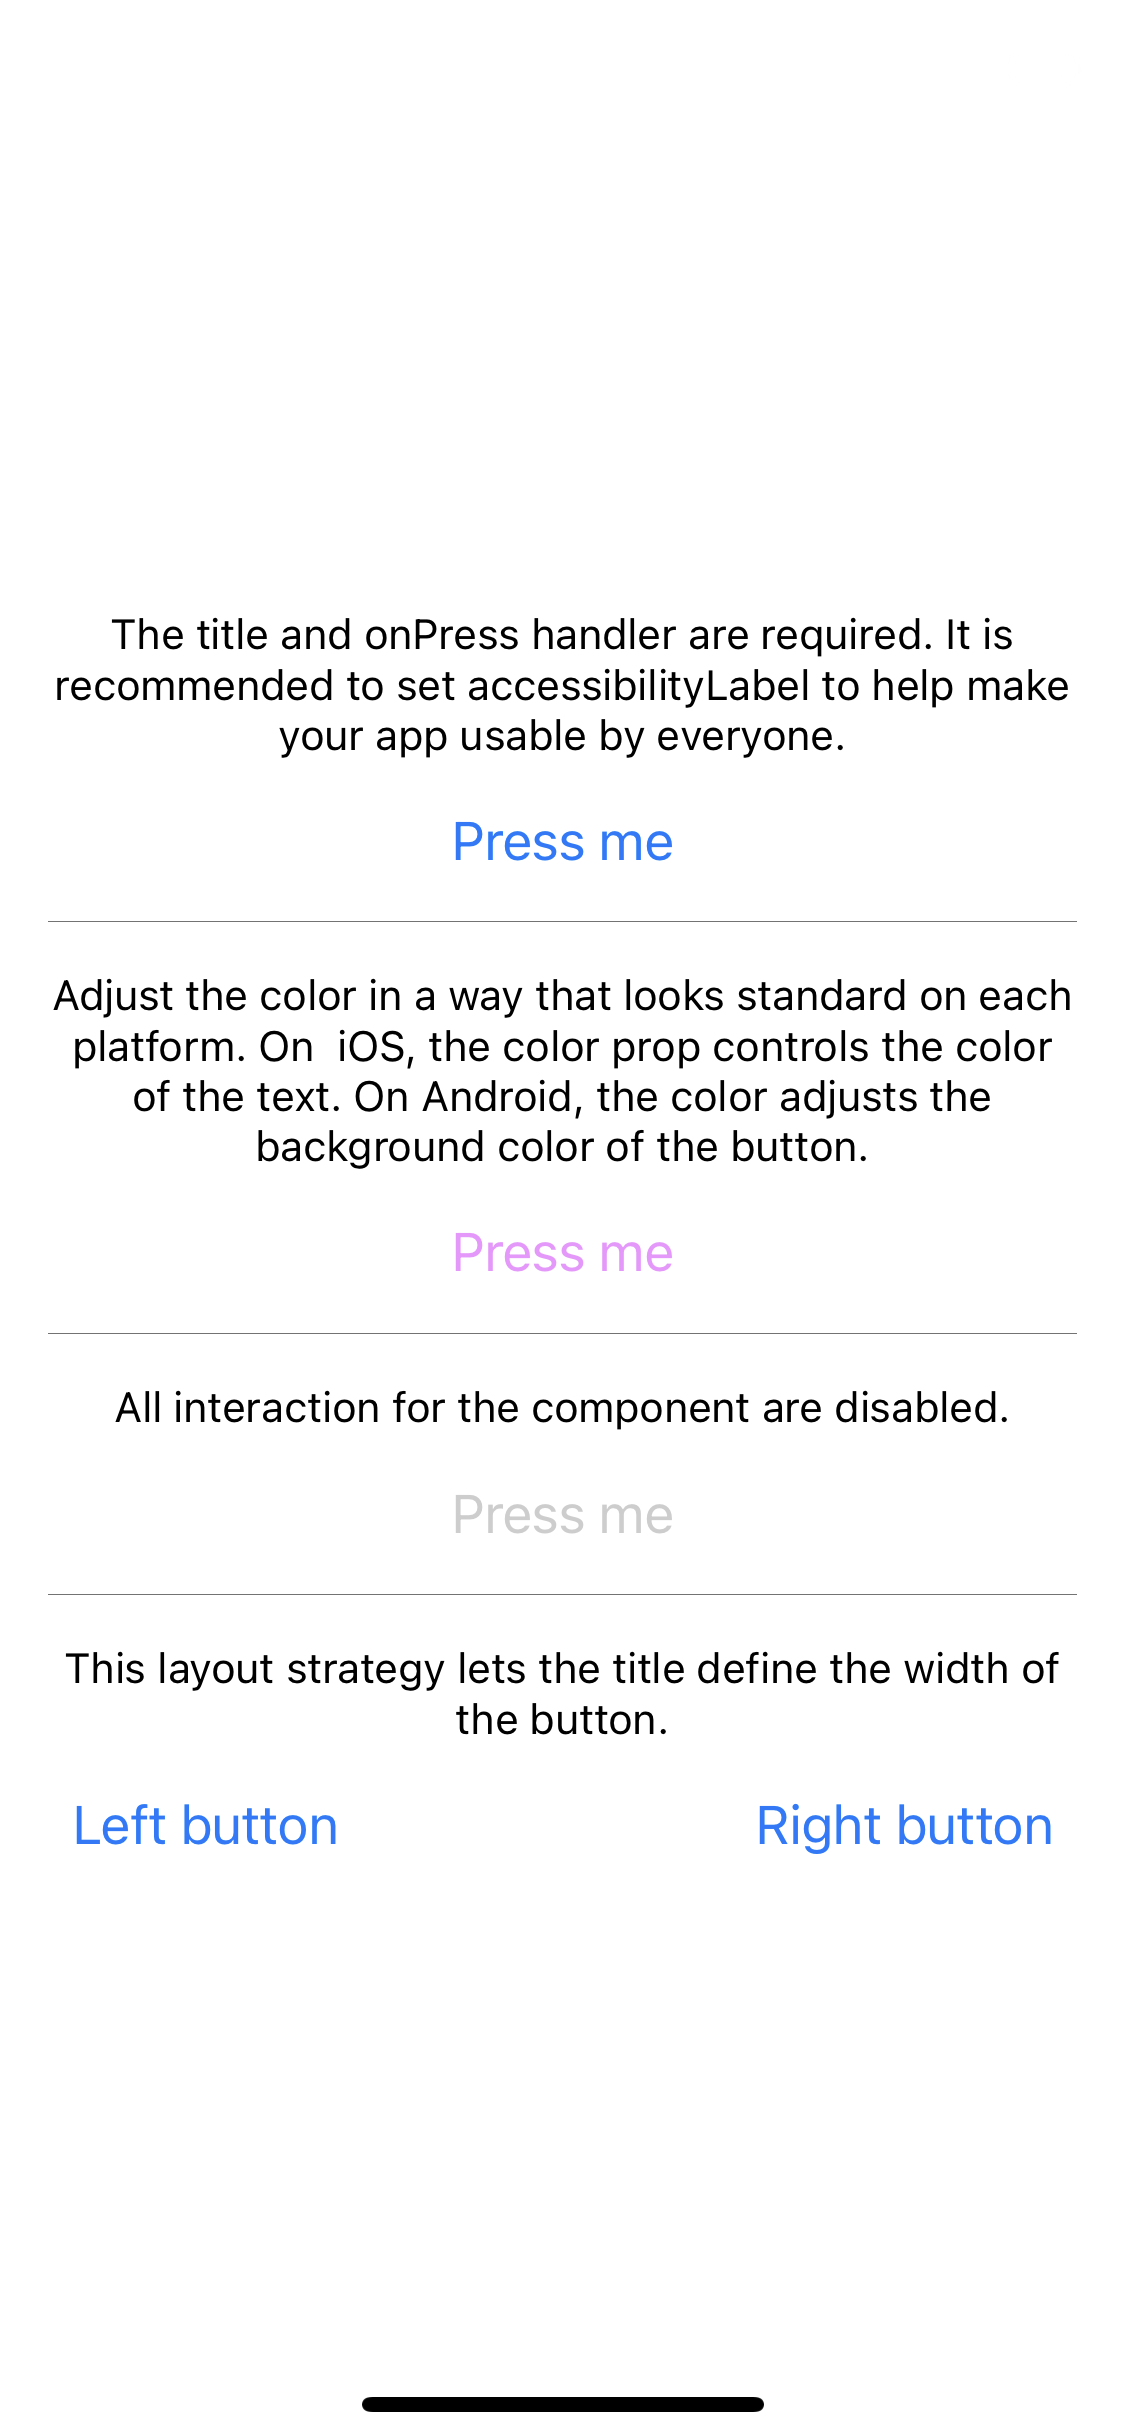 The title and onPress handler are required. It is
recommended to set accessibilityLabel to help make
your app usable by everyone.
Press me
Adjust the color in a way that looks standard on each
platform. On  iOS, the color prop controls the color
of the text. On Android, the color adjusts the
background color of the button.
Press me
All interaction for the component are disabled.
Press me
This layout strategy lets the title define the width of
the button.
Left button
Right button